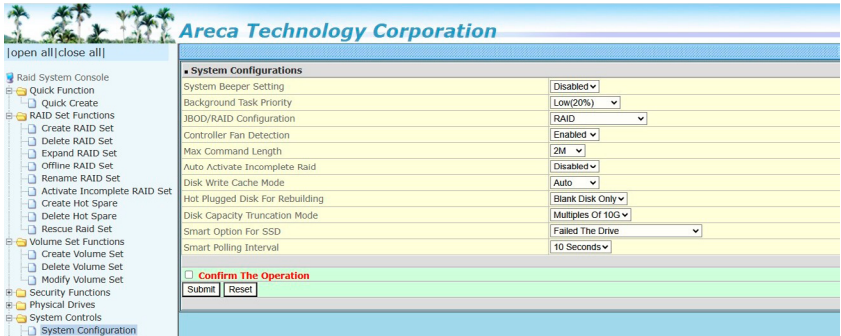 Areca Technology Corporation
|open all|close all|
Raid System Console
Quick Function
Quick Create
RAID Set Functions
Create RAID Set
Delete RAID Set
Expand RAID Set
Offline RAID Set
Rename RAID Set
Activate Incomplete RAID Set
Create Hot Spare
Delete Hot Spare
Rescue Raid Set
Volume Set Functions
Create Volume Set
Delete Volume Set
Modify Volume Set
Security Functions
Physical Drives
System Controls
System Configuration
System Configurations
System Beeper Setting Disabled
Background Task Priority Low(20%)
JBOD/RAID Configuration RAID
Controller Fan Detection Enabled
Max Command Length 2M
Auto Activate Incomplete Raid Disabled
Disk Write Cache Mode Auto
Hot Plugged Disk For Rebuilding Blank Disk Only
Disk Capacity Truncation Mode Multiples Of 10G
Smart Option For SSD Failed The Drive
Smart Polling Interval 10 Seconds
Confirm The Operation
Submit Reset